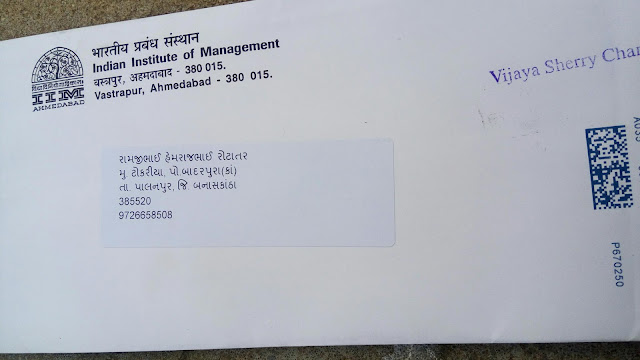 भारतीय प्रबंध संस्थान
Indian Institute of Management
वस्त्रपुर, अहमदाबाद - 380 015.
Vastrapur, Ahmedabad - 380 015.
IIM
AHMEDABAD
Vijaya Sherry Chan
રામજીભાઈ હેમરાજભાઈ રોટાતર
મુ. ટોકરીયા, પો.બાદરપુરા(કાં)
તા. પાલનપુર, જિ. બનાસકાંઠા
385520
9726658508
P670250